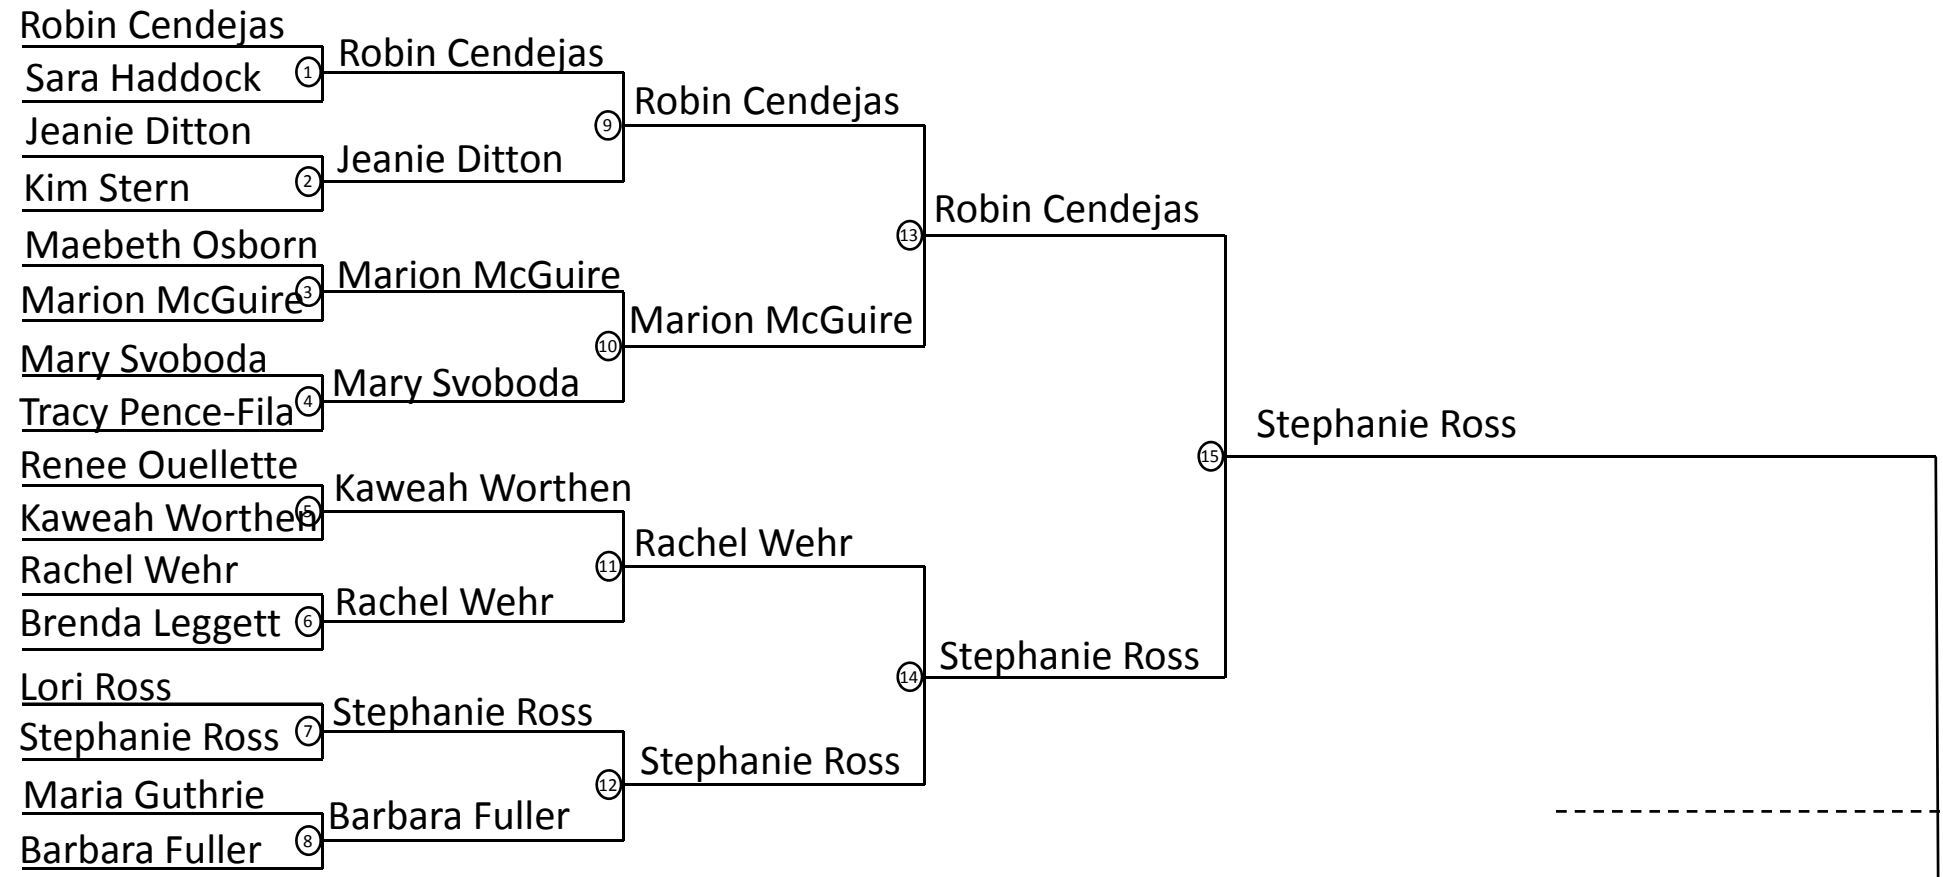 Robin Cendejas
Sara Haddock
1
Robin Cendejas
Jeanie Ditton
Kim Stern
2
Jeanie Ditton
9
Robin Cendejas
Maebeth Osborn
Marion McGuire
3
Marion McGuire
Mary Svoboda
Tracy Pence-Fila
4
Mary Svoboda
10
Marion McGuire
13
Robin Cendejas
Renee Ouellette
Kaweah Worthen
5
Kaweah Worthen
Rachel Wehr
Brenda Leggett
6
Rachel Wehr
11
Rachel Wehr
Lori Ross
Stephanie Ross
7
Stephanie Ross
Maria Guthrie
Barbara Fuller
8
Barbara Fuller
12
Stephanie Ross
14
Stephanie Ross
15
Stephanie Ross